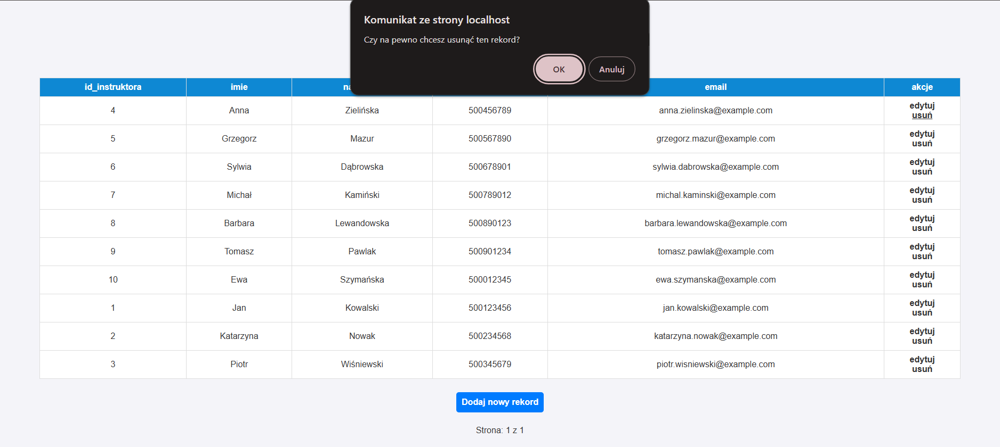 Komunikat ze strony localhost
Czy na pewno chcesz usunąć ten rekord?
OK Anuluj
id_instruktora imie na email akcje
4 Anna Zielińska 500456789 anna.zielinska@example.com edytuj
usuń
5 Grzegorz Mazur 500567890 grzegorz.mazur@example.com edytuj
usuń
6 Sylwia Dąbrowska 500678901 sylwia.dabrowska@example.com edytuj
usuń
7 Michał Kamiński 500789012 michal.kaminski@example.com edytuj
usuń
8 Barbara Lewandowska 500890123 barbara.lewandowska@example.com edytuj
usuń
9 Tomasz Pawlak 500901234 tomasz.pawlak@example.com edytuj
usuń
10 Ewa Szymańska 500012345 ewa.szymanska@example.com edytuj
usuń
1 Jan Kowalski 500123456 jan.kowalski@example.com edytuj
usuń
2 Katarzyna Nowak 500234568 katarzyna.nowak@example.com edytuj
usuń
3 Piotr Wiśniewski 500345679 piotr.wisniewski@example.com edytuj
usuń
Dodaj nowy rekord
Strona: 1 z 1